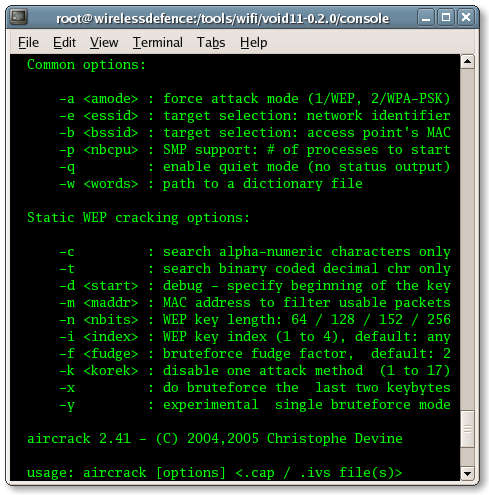 root@wirelessdefence:/tools/wifi/void11-0.2.0/console
File Edit View Terminal Tabs Help
Common options:
-a <amode> : force attack mode (1/WEP, 2/WPA-PSK)
-e <essid> : target selection: network identifier
-b <bssid> : target selection: access point's MAC
-p <nbcpu> : SMP support: # of processes to start
-q : enable quiet mode (no status output)
-w <words> : path to a dictionary file
Static WEP cracking options:
-c : search alpha-numeric characters only
-t : search binary coded decimal chr only
-d <start> : debug - specify beginning of the key
-m <maddr> : MAC address to filter usable packets
-n <nbits> : WEP key length: 64 / 128 / 152 / 256
-i <index> : WEP key index (1 to 4), default: any
-f <fudge> : bruteforce fudge factor,  default: 2
-k <korek> : disable one attack method  (1 to 17)
-x : do bruteforce the  last two keybytes
-y : experimental  single bruteforce mode
aircrack 2.41 - (C) 2004,2005 Christophe Devine
usage: aircrack [options] <.cap / .ivs file(s)>